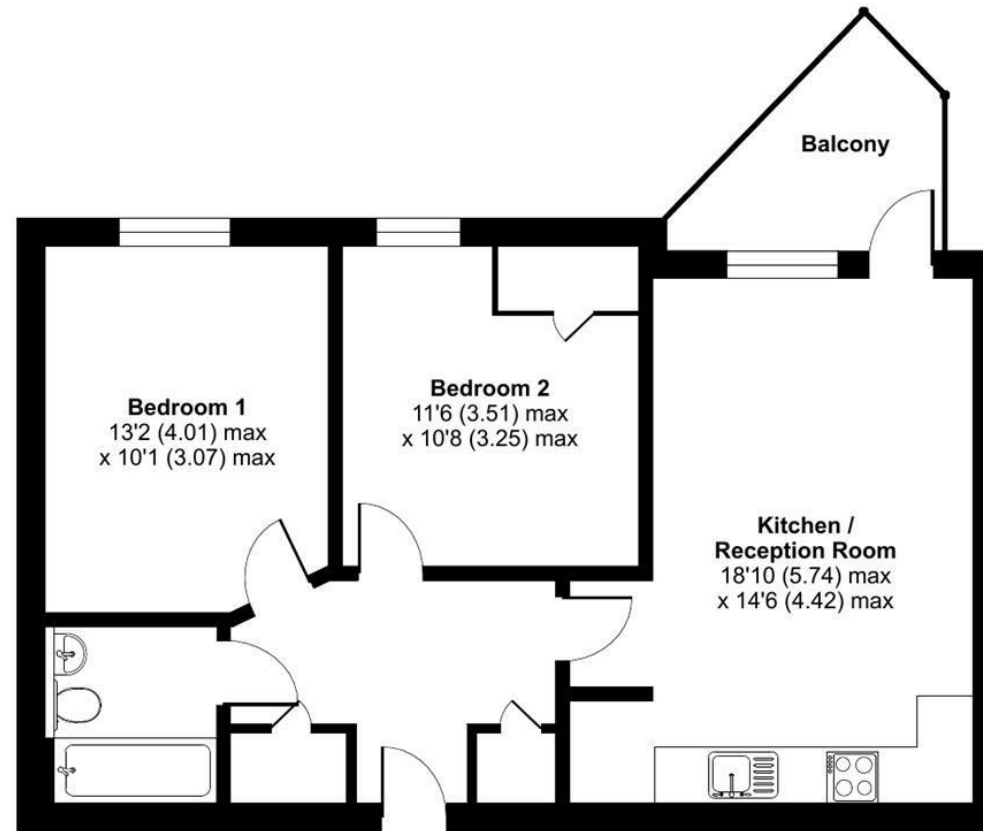 Balcony
Bedroom 1
13'2 (4.01) max
x 10'1 (3.07) max
Bedroom 2
11'6 (3.51) max
x 10'8 (3.25) max
Kitchen /
Reception Room
18'10 (5.74) max
x 14'6 (4.42) max